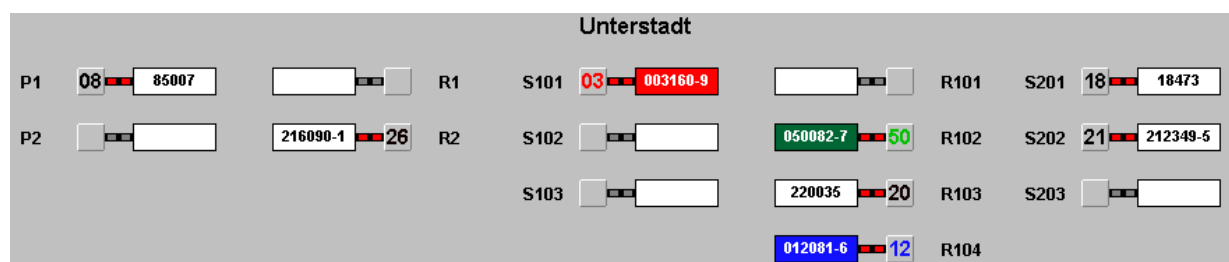 Unterstadt
P1 08 85007 R1 S101 03 003160-9 R101 S201 18 18473
P2 216090-1 26 R2 S102 050082-7 50 R102 S202 21 212349-5
S103 220035 20 R103 S203
012081-6 12 R104